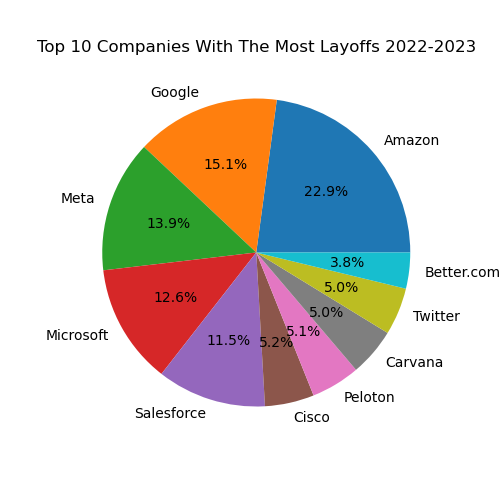 Top 10 Companies With The Most Layoffs 2022-2023
Google
Amazon
15.1%
22.9%
Meta
13.9%
3.8%
Better.com
5.0%
12.6%
5.0%
Twitter
Microsoft
5.1%
11.5%
5.2%
Carvana
Peloton
Salesforce
Cisco